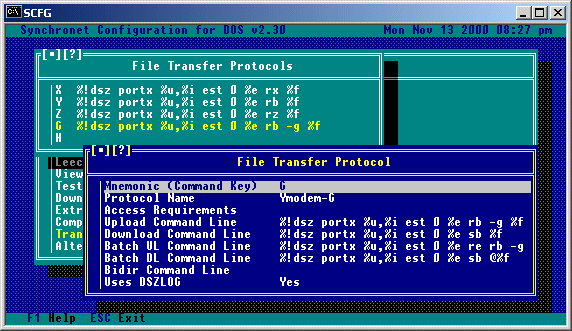 SCFG
Synchronet Configuration for DOS v2.30 Mon Nov 13 2000 08:27 pm
[■][?]
File Transfer Protocols
X %!dsz portx %u,%i est 0 %e rx %f
Y %!dsz portx %u,%i est 0 %e rb %f
Z %!dsz portx %u,%i est 0 %e rz %f
G %!dsz portx %u,%i est 0 %e rb -g %f
H
Leec
View
Test
Down
Extr
Comp
Tran
Alte
[■][?]
File Transfer Protocol
Mnemonic (Command Key) G
Protocol Name Ymodem-G
Access Requirements
Upload Command Line %!dsz portx %u,%i est 0 %e rb -g %f
Download Command Line %!dsz portx %u,%i est 0 %e sb %f
Batch UL Command Line %!dsz portx %u,%i est 0 %e re rb -g
Batch DL Command Line %!dsz portx %u,%i est 0 %e sb @%f
Bidir Command Line
Uses DSZLOG Yes
F1 Help ESC Exit